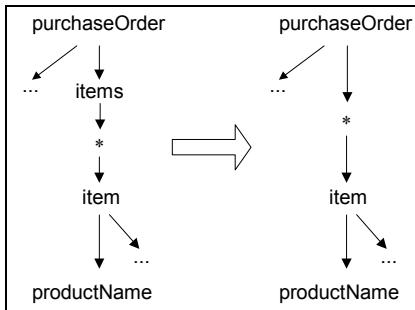 purchaseOrder
...
items
*
item
...
productName
purchaseOrder
...
*
item
...
productName